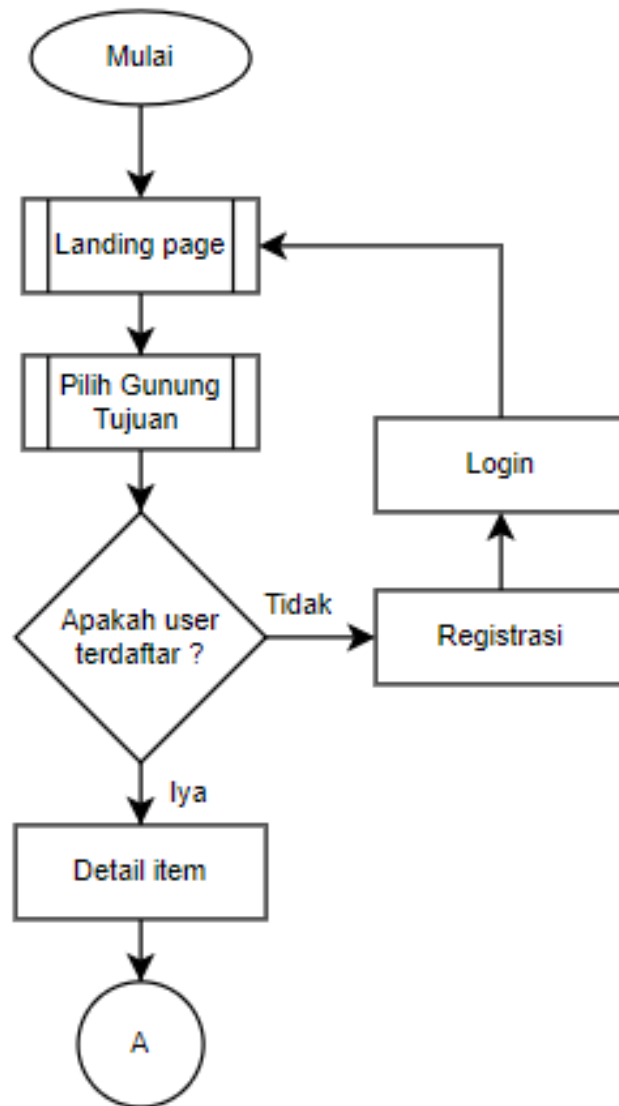 Mulai
Landing page
Pilih Gunung
Tujuan
Login
Apakah user
terdaftar ?
Tidak
Registrasi
Iya
Detail item
A